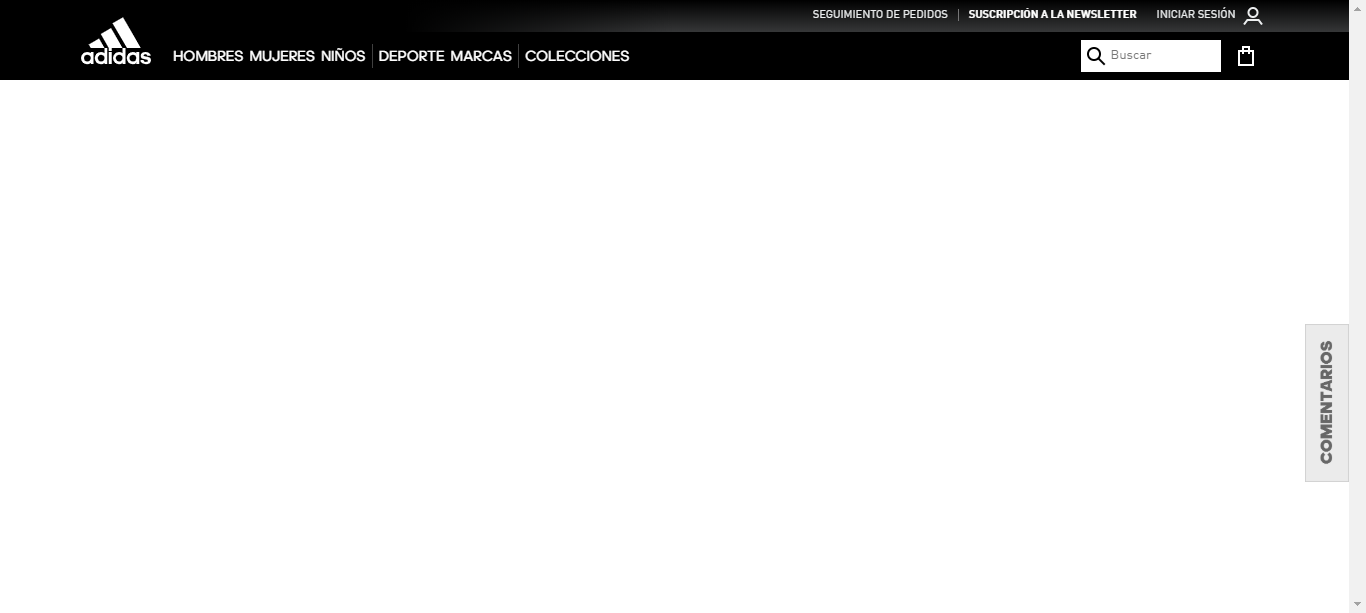 SEGUIMIENTO DE PEDIDOS SUSCRIPCIÓN A LA NEWSLETTER INICIAR SESIÓN
adidas HOMBRES MUJERES NIÑOS DEPORTE MARCAS COLECCIONES Buscar
COMENTARIOS